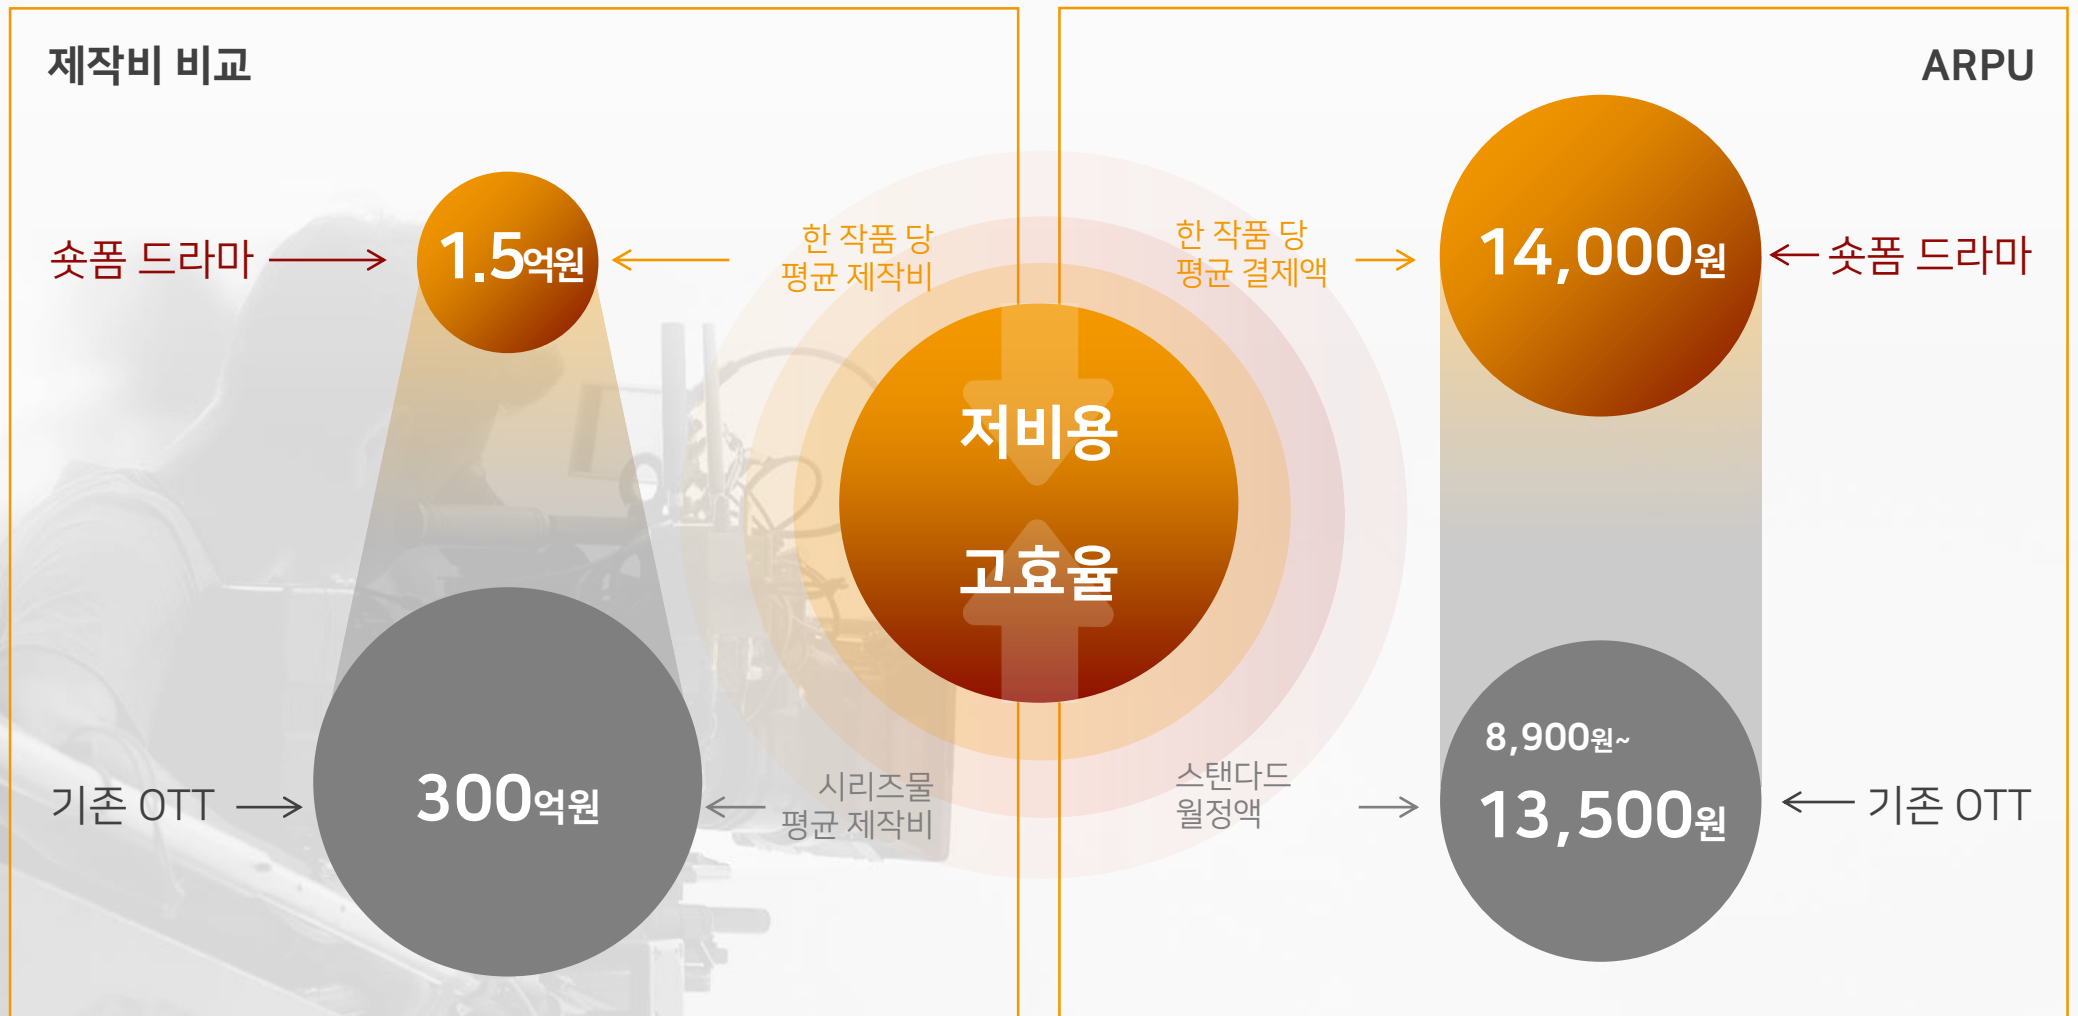 제작비 비교
숏폼 드라마
1.5억원
한 작품 당
평균 제작비
기존 OTT
300억원
시리즈물
평균 제작비
저비용
고효율
ARPU
한 작품 당
평균 결제액
14,000원
숏폼 드라마
스탠다드
월정액
8,900원~
13,500원
기존 OTT